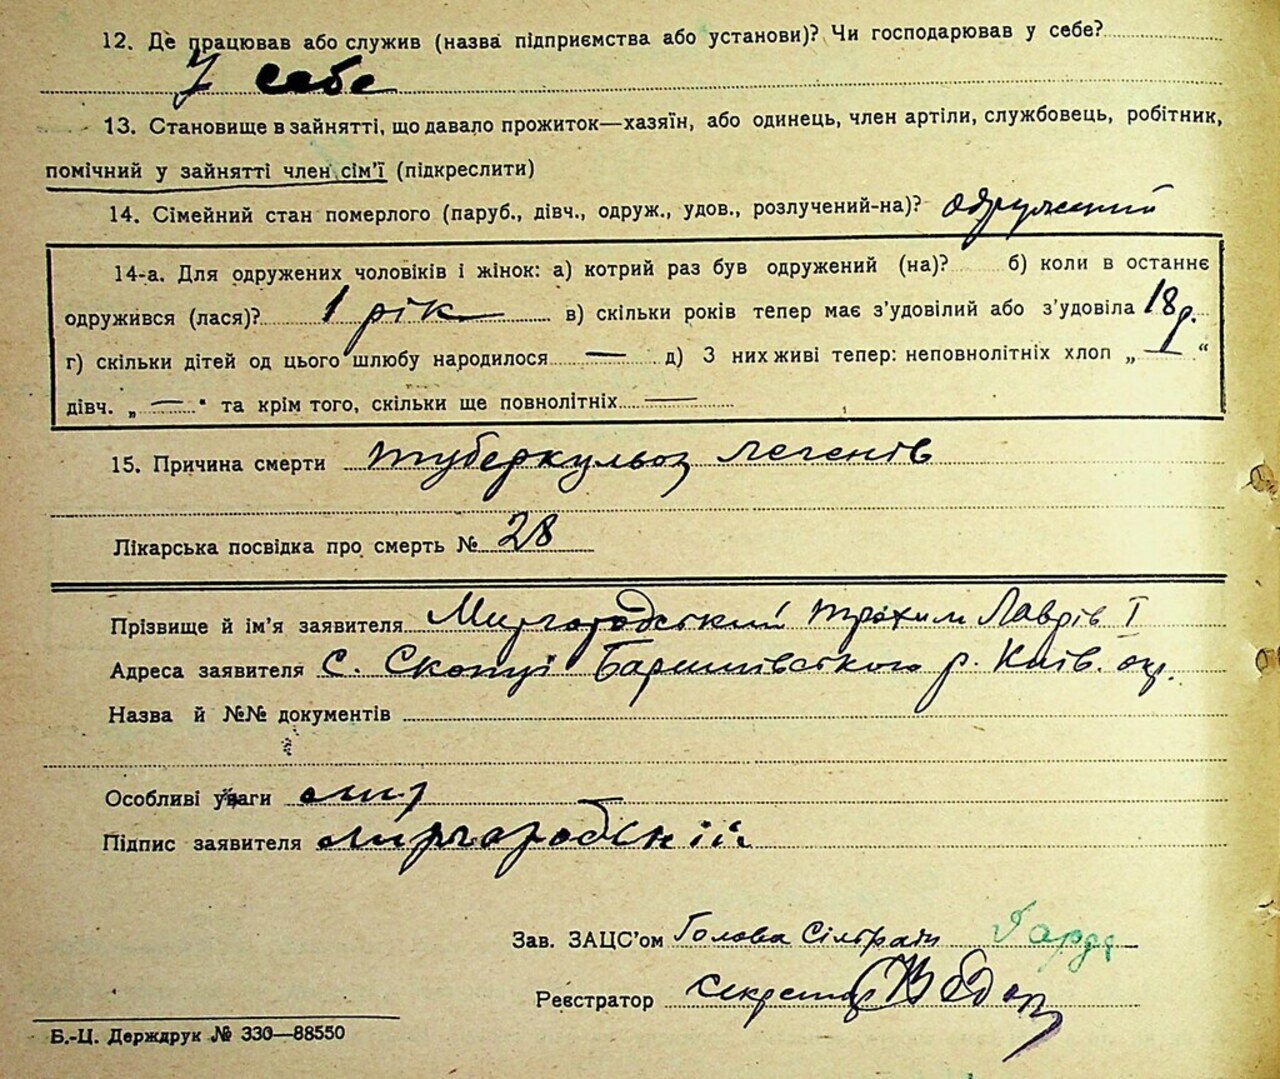 12. Де працював або служив (назва підприємства або установи)? Чи господарював у себе?
У себе
13. Становище в зайнятті, що давало прожиток—хазяїн, або одинець, член артіли, службовець, робітник,
помічний у зайнятті член сім'ї (підкреслити)
14. Сімейний стан померлого (паруб., дівч., одруж., удов., розлучений-на)? одружений
14-а. Для одружених чоловіків і жінок: а) котрий раз був одружений (на)? б) коли в останнє
одружився (лася)? 1 рік в) скільки років тепер має з'удовілий або з'удовіла 18 р.
г) скільки дітей од цього шлюбу народилося — д) З них живі тепер: неповнолітніх хлоп „ 1 “
дівч. „ — “ та крім того, скільки ще повнолітніх —
15. Причина смерти туберкульоз легенів
Лікарська посвідка про смерть № 28
Прізвище й ім'я заявителя Миргородський Трохим Лаврів I
Адреса заявителя С. Скопці Баришівського р. Київ. окр.
Назва й №№ документів
Особливі уваги мир
Підпис заявителя миргородський
Зав. ЗАЦС'ом Голова Сільради
Реєстратор Секретар
Б.-Ц. Держдрук № 330—88550